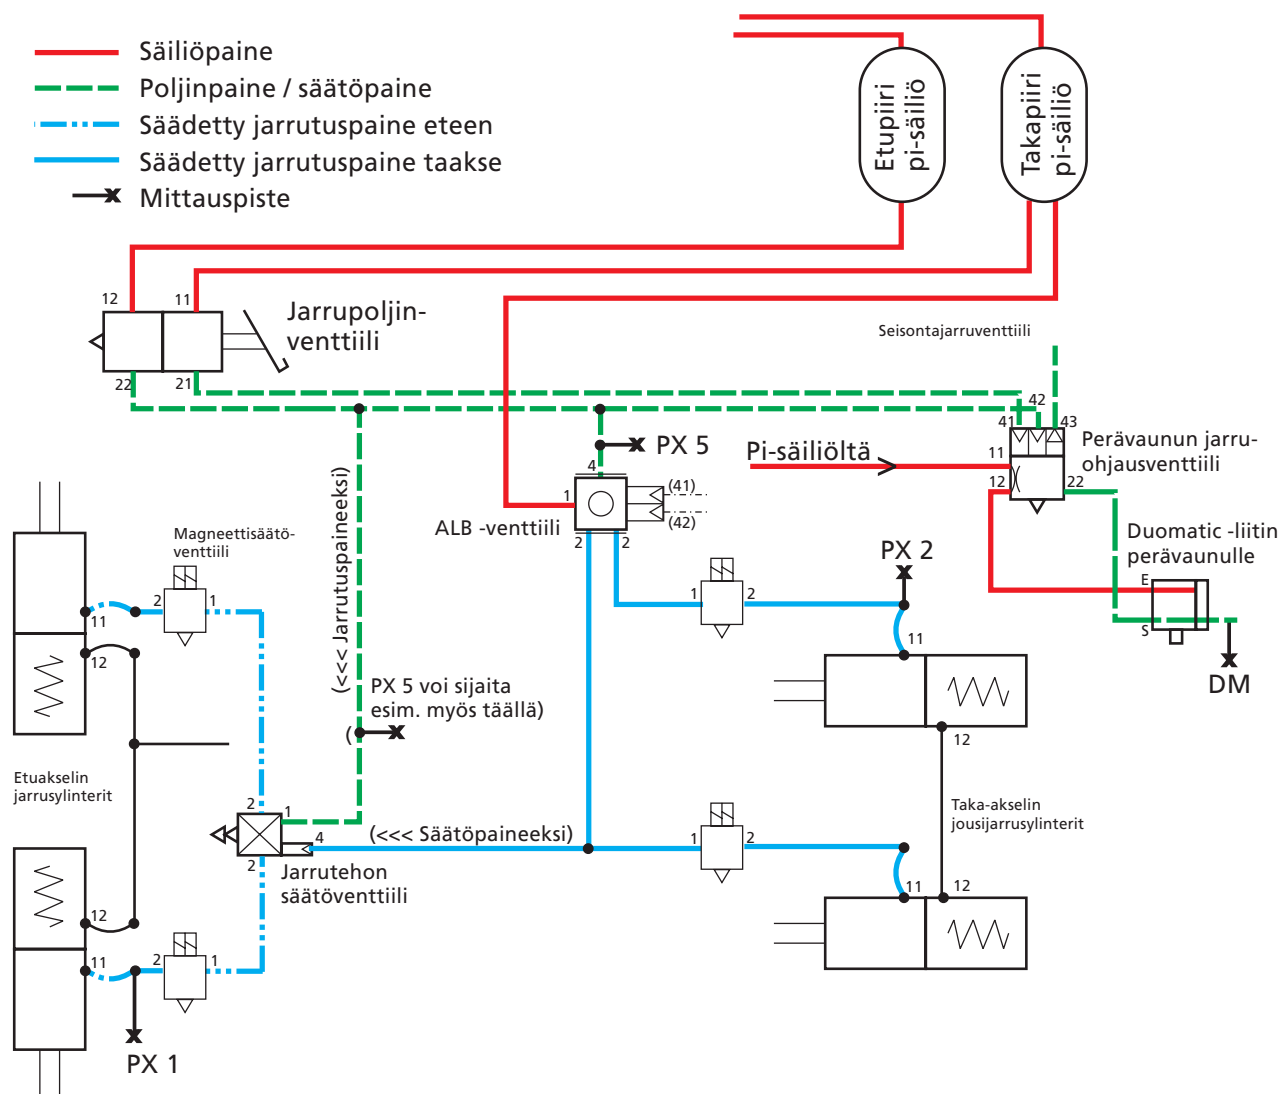 Säiliöpaine
Poljinpaine / säätöpaine
Säädetty jarrutuspaine eteen
Säädetty jarrutuspaine taakse
Mittauspiste
Etupiiri
pi-säiliö
Takapiiri
pi-säiliö
12
11
Jarrupoljin-
venttiili
22
21
Seisontajarruventtiili
41
42
43
Perävaunun jarru-
ohjausventtiili
Pi-säiliöltä
11
12
22
PX 5
4
1
(41)
(42)
ALB -venttiili
2
2
Duomatic -liitin
perävaunulle
E
S
DM
Magneettisäätö-
venttiili
2
1
11
12
(<<< Jarrutuspaineeksi)
PX 5 voi sijaita
esim. myös täällä)
(
PX 2
1
2
11
12
Etuakselin
jarrusylinterit
Taka-akselin
jousijarrusylinterit
2
1
4
2
(<<< Säätöpaineeksi)
Jarrutehon
säätöventtiili
1
2
11
12
12
11
2
1
PX 1